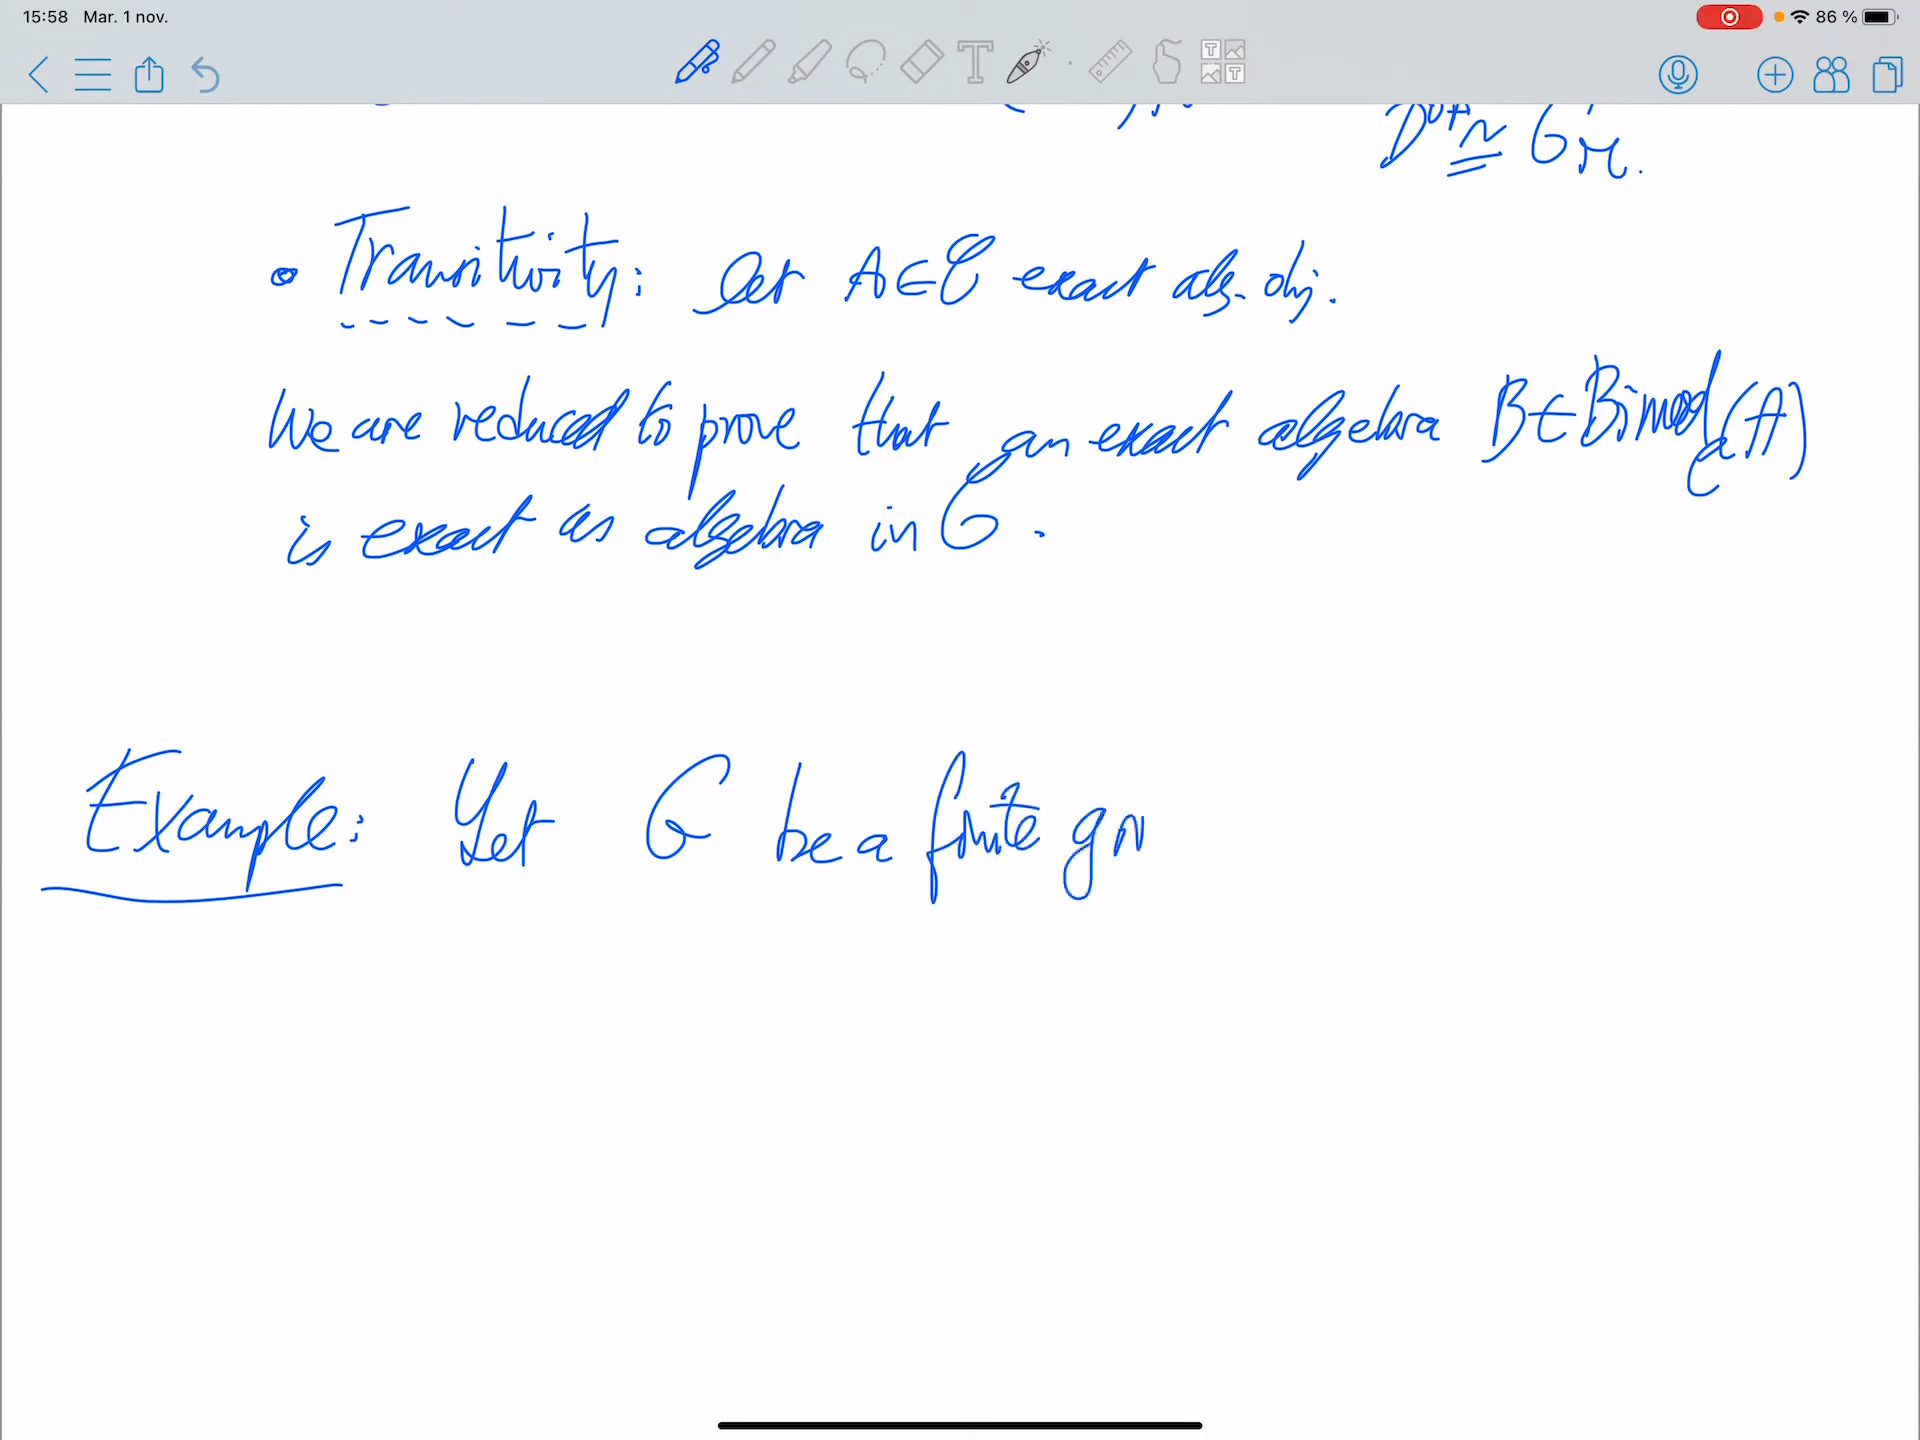 15:58 Mar. 1 nov. 86 %
D^op ≅ C*_M.
• Transitivity: Let A ∈ C exact alg. obj.
We are reduced to prove that an exact algebra B ∈ Bimod_C(A)
is exact as algebra in C.
Example: Let G be a finite gr